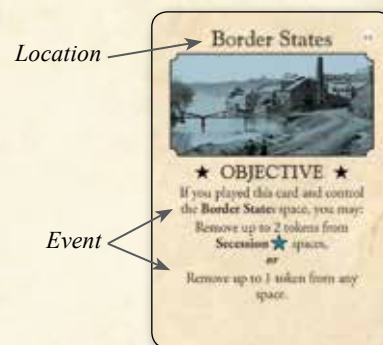 Location
Border States
★ OBJECTIVE ★
If you played this card and control
the Border States space, you may:
Remove up to 2 tokens from
Secession ★ spaces,
or
Remove up to 1 token from any
space.
Event